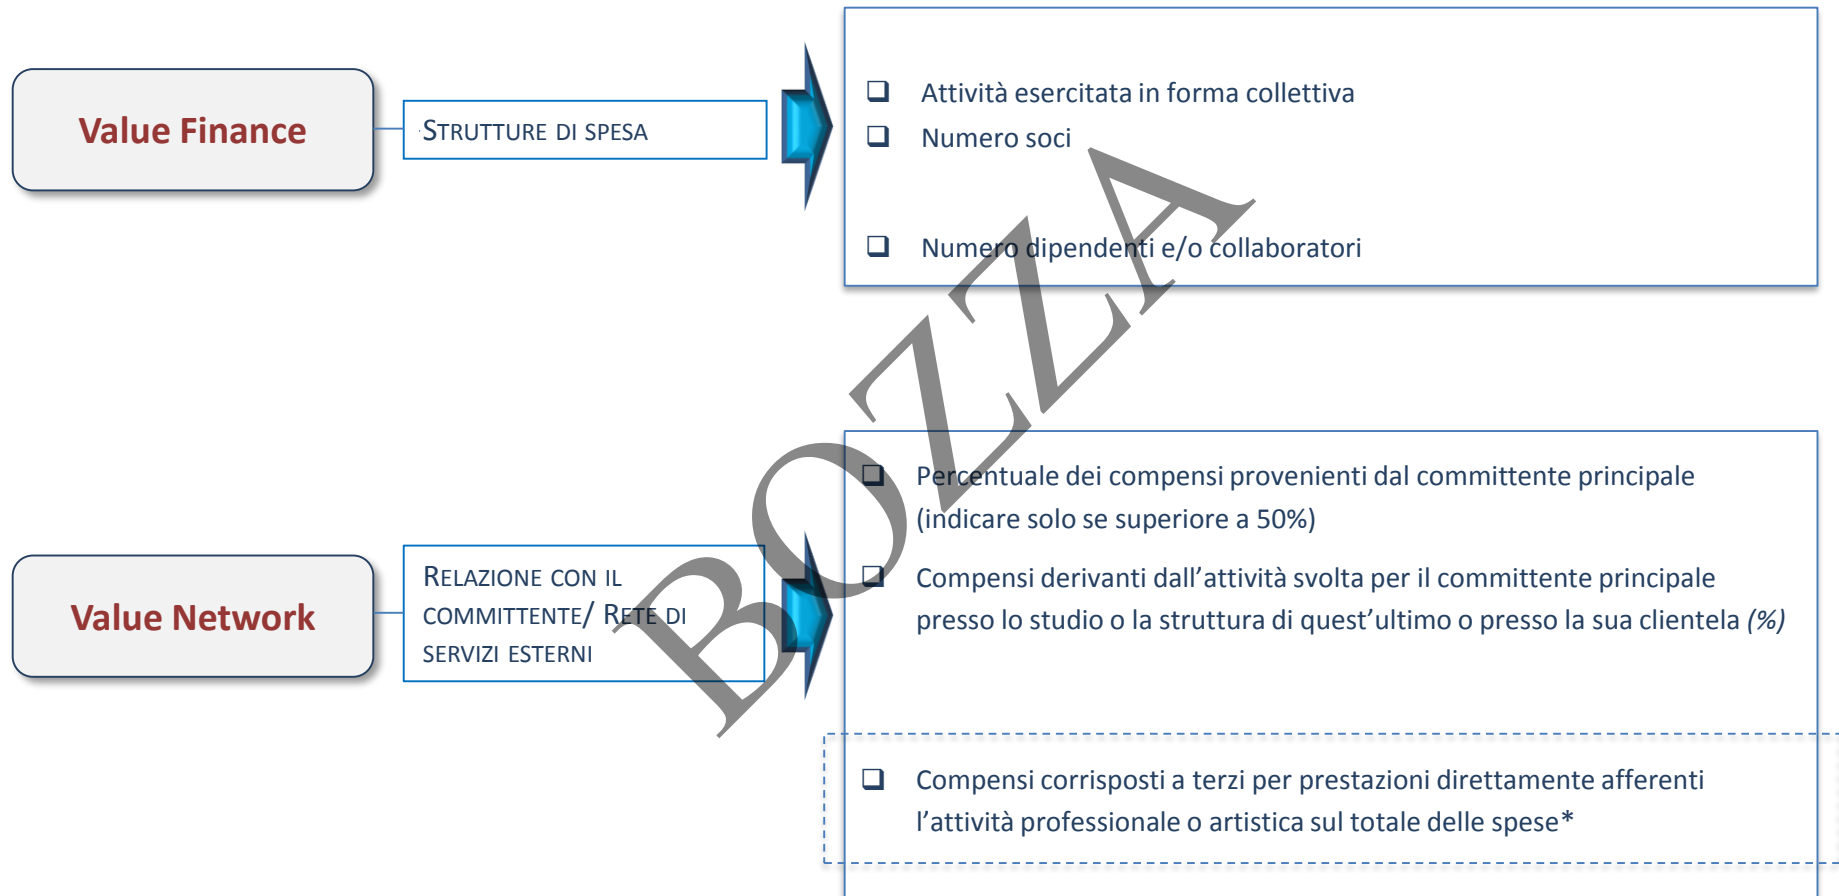 Value Finance
STRUTTURE DI SPESA
Attività esercitata in forma collettiva
Numero soci
Numero dipendenti e/o collaboratori
Value Network
RELAZIONE CON IL
COMMITTENTE/ RETE DI
SERVIZI ESTERNI
Percentuale dei compensi provenienti dal committente principale
(indicare solo se superiore a 50%)
Compensi derivanti dall’attività svolta per il committente principale
presso lo studio o la struttura di quest’ultimo o presso la sua clientela (%)
Compensi corrisposti a terzi per prestazioni direttamente afferenti
l’attività professionale o artistica sul totale delle spese*
BOZZA